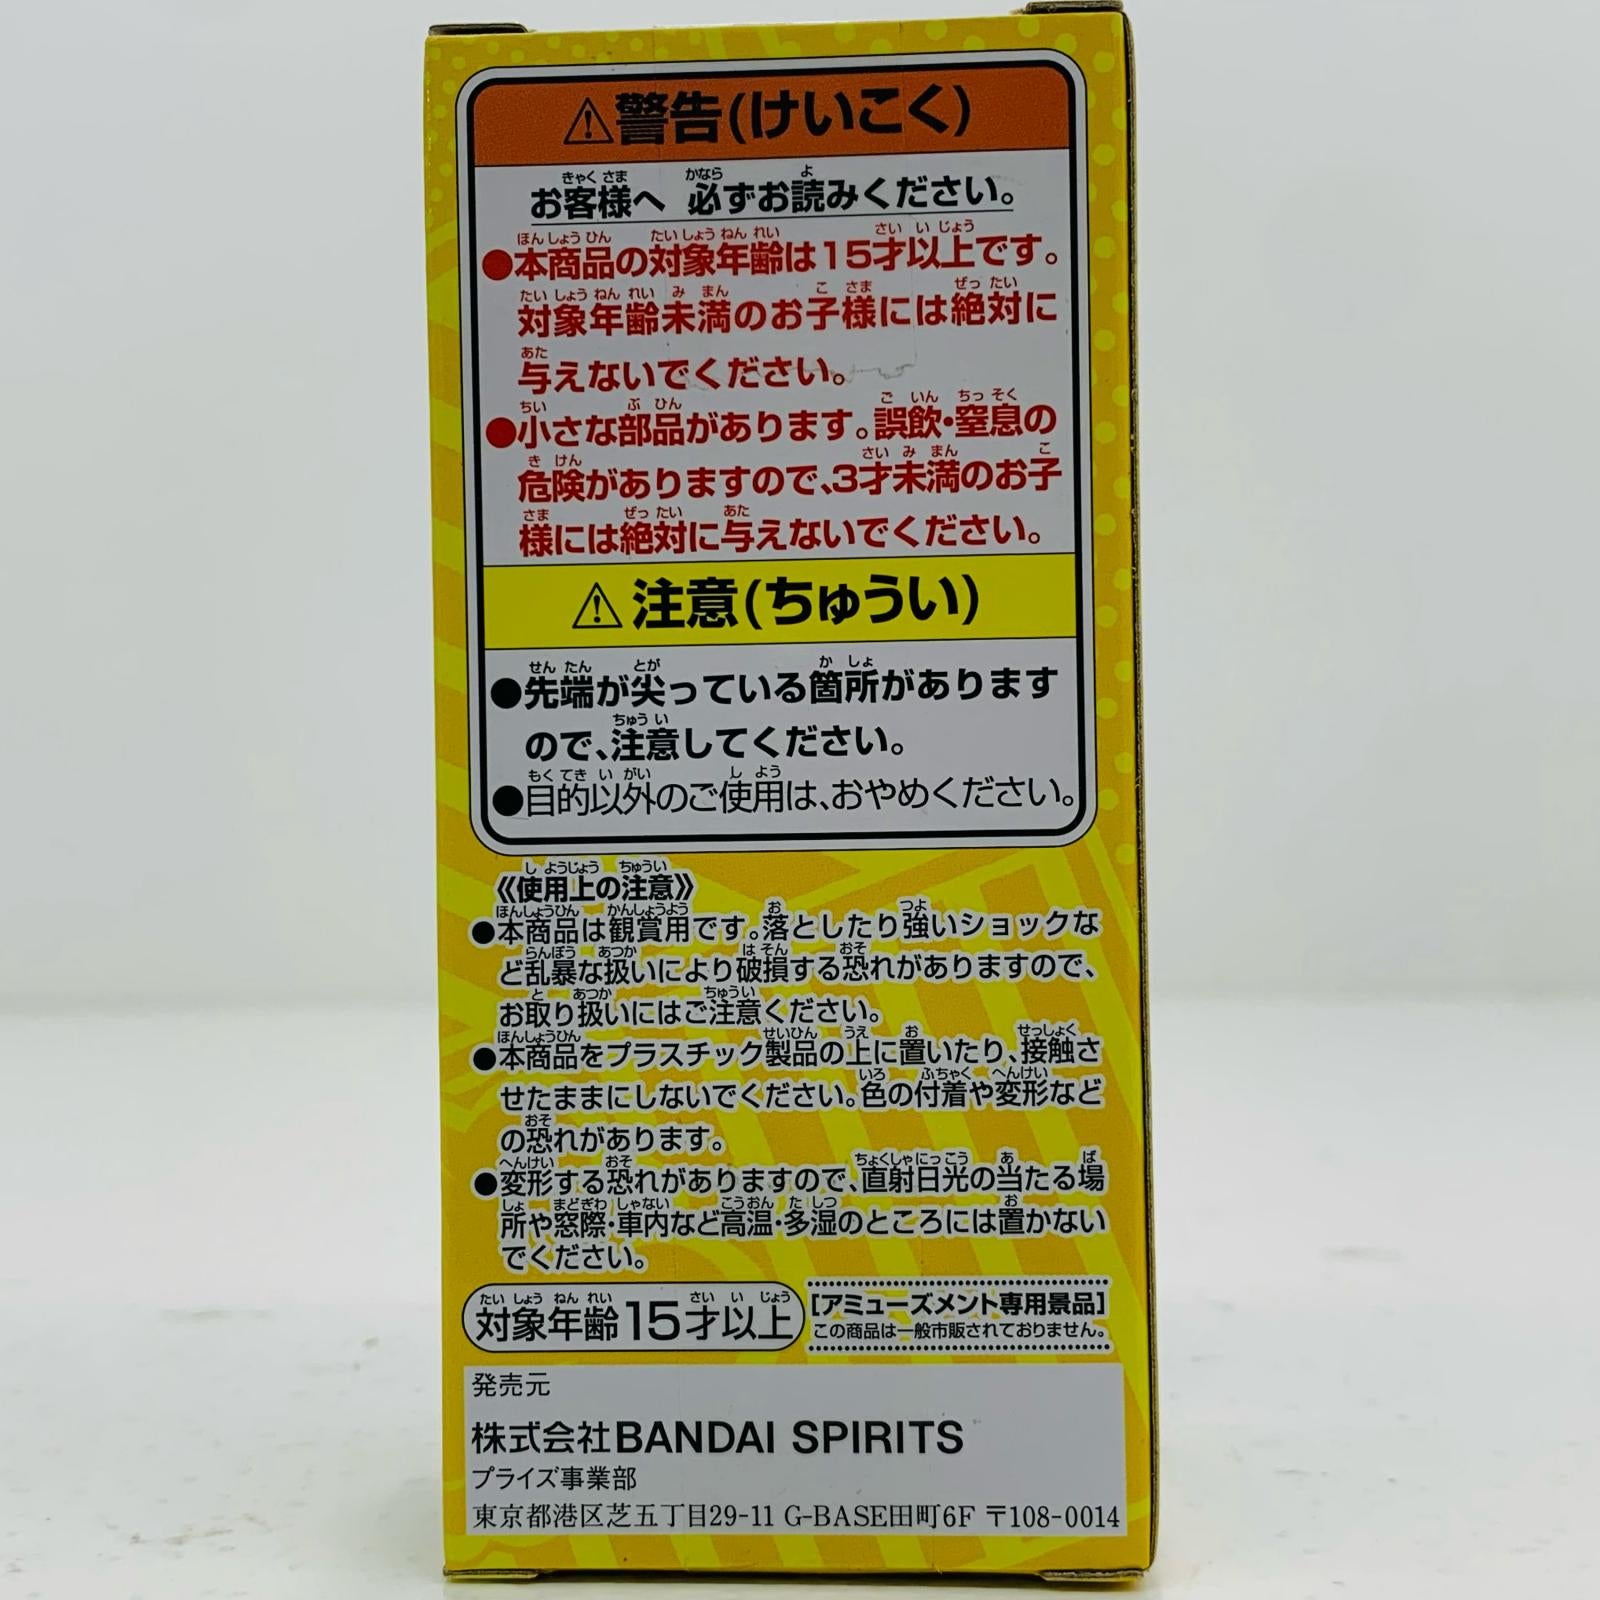 ⚠警告(けいこく)
お客様へ 必ずお読みください。
●本商品の対象年齢は15才以上です。
対象年齢未満のお子様には絶対に
与えないでください。
●小さな部品があります。誤飲・窒息の
危険がありますので、3才未満のお子
様には絶対に与えないでください。
⚠注意(ちゅうい)
●先端が尖っている箇所があります
ので、注意してください。
●目的以外のご使用は、おやめください。
《使用上の注意》
●本商品は観賞用です。落としたり強いショックな
ど乱暴な扱いにより破損する恐れがありますので、
お取り扱いにはご注意ください。
●本商品をプラスチック製品の上に置いたり、接触さ
せたままにしないでください。色の付着や変形など
の恐れがあります。
●変形する恐れがありますので、直射日光の当たる場
所や窓際・車内など高温・多湿のところには置かない
でください。
対象年齢15才以上
[アミューズメント専用景品]
この商品は一般市販されておりません。
発売元
株式会社BANDAI SPIRITS
プライズ事業部
東京都港区芝五丁目29-11 G-BASE田町6F 〒108-0014